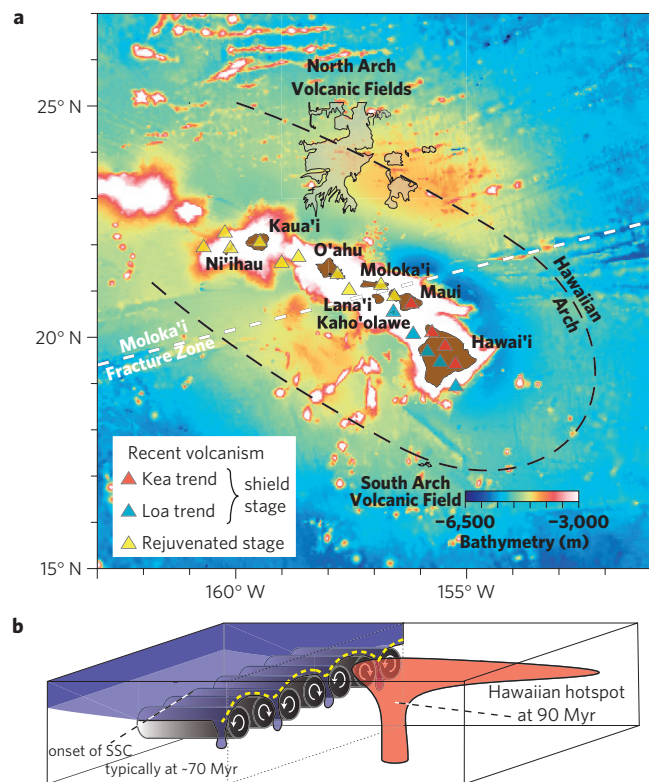 a
25° N
20° N
15° N
160° W
155° W
North Arch
Volcanic Fields
Kaua'i
Ni'ihau
O'ahu
Moloka'i
Maui
Lana'i
Kaho'olawe
Hawai'i
Hawaiian
Arch
Moloka'i
Fracture Zone
Recent volcanism
Kea trend
Loa trend
shield
stage
Rejuvenated stage
South Arch
Volcanic Field
−6,500
−3,000
Bathymetry (m)
b
onset of SSC
typically at ~70 Myr
Hawaiian hotspot
at 90 Myr